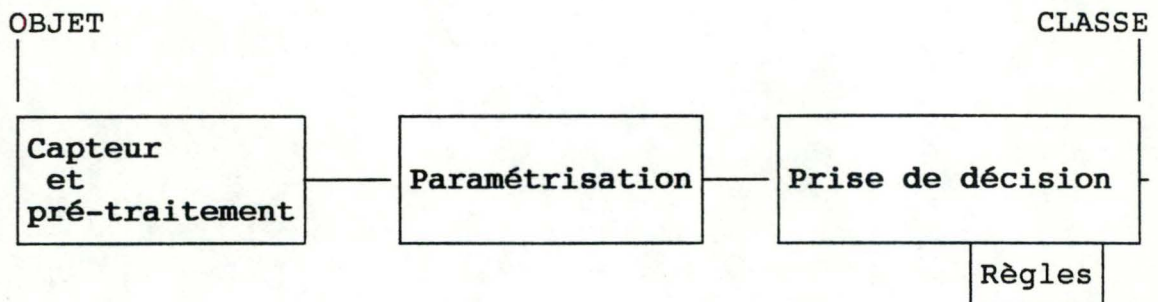 OBJET CLASSE
Capteur
et
pré-traitement
Paramétrisation
Prise de décision
Règles